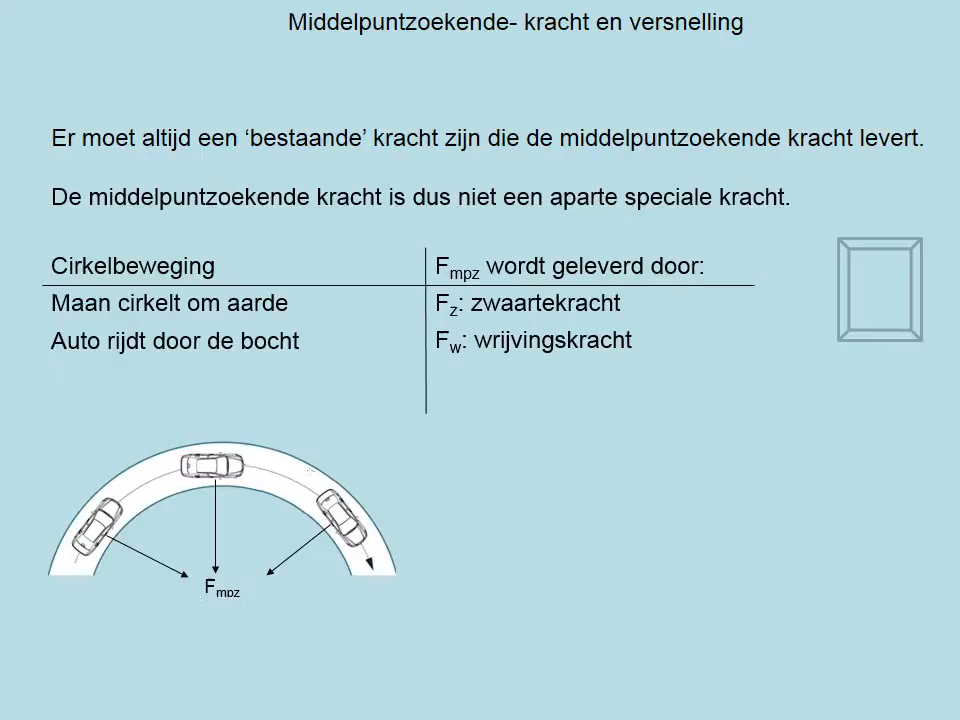 Middelpuntzoekende- kracht en versnelling
Er moet altijd een ‘bestaande’ kracht zijn die de middelpuntzoekende kracht levert.
De middelpuntzoekende kracht is dus niet een aparte speciale kracht.
Cirkelbeweging Fmpz wordt geleverd door:
Maan cirkelt om aarde Fz: zwaartekracht
Auto rijdt door de bocht Fw: wrijvingskracht
Fmpz